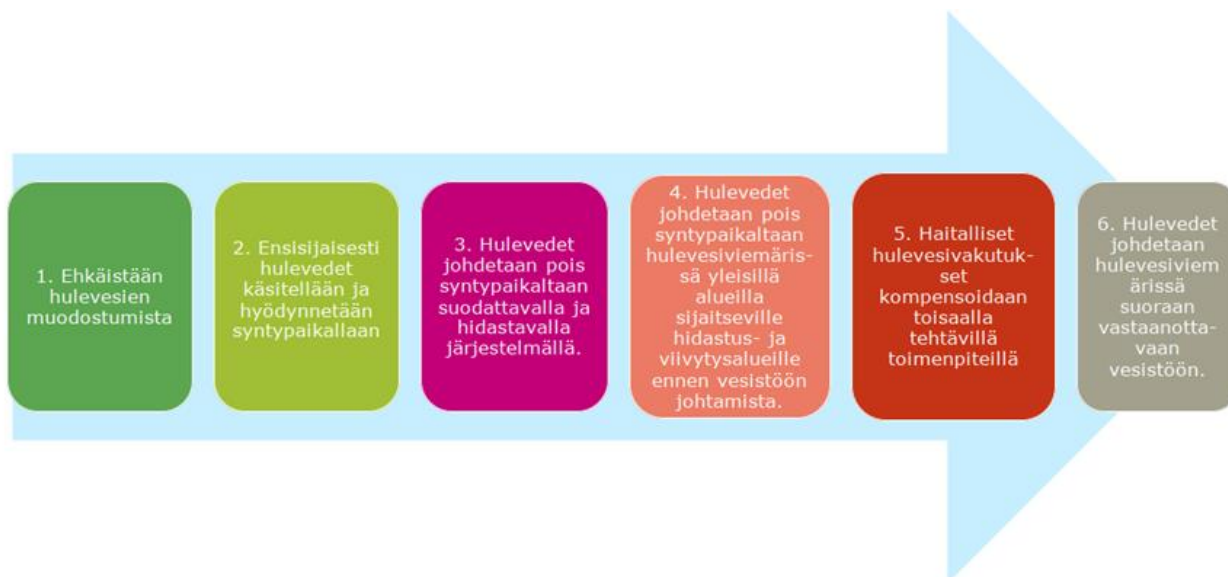 1. Ehkäistään
hulevesien
muodostumista
2. Ensisijaisesti
hulevedet
käsitellään ja
hyödynnetään
syntypaikallaan
3. Hulevedet
johdetaan pois
syntypaikaltaan
suodattavalla ja
hidastavalla
järjestelmällä.
4. Hulevedet
johdetaan pois
syntypaikaltaan
hulevesiviemäris-
sä yleisillä
alueilla
sijaitseville
hidastus- ja
viivytysalueille
ennen vesistöön
johtamista.
5. Haitalliset
hulevesivakutuk-
set
kompensoidaan
toisaalla
tehtävillä
toimenpiteillä
6. Hulevedet
johdetaan
hulevesiviem
ärissä
suoraan
vastaanotta-
vaan
vesistöön.